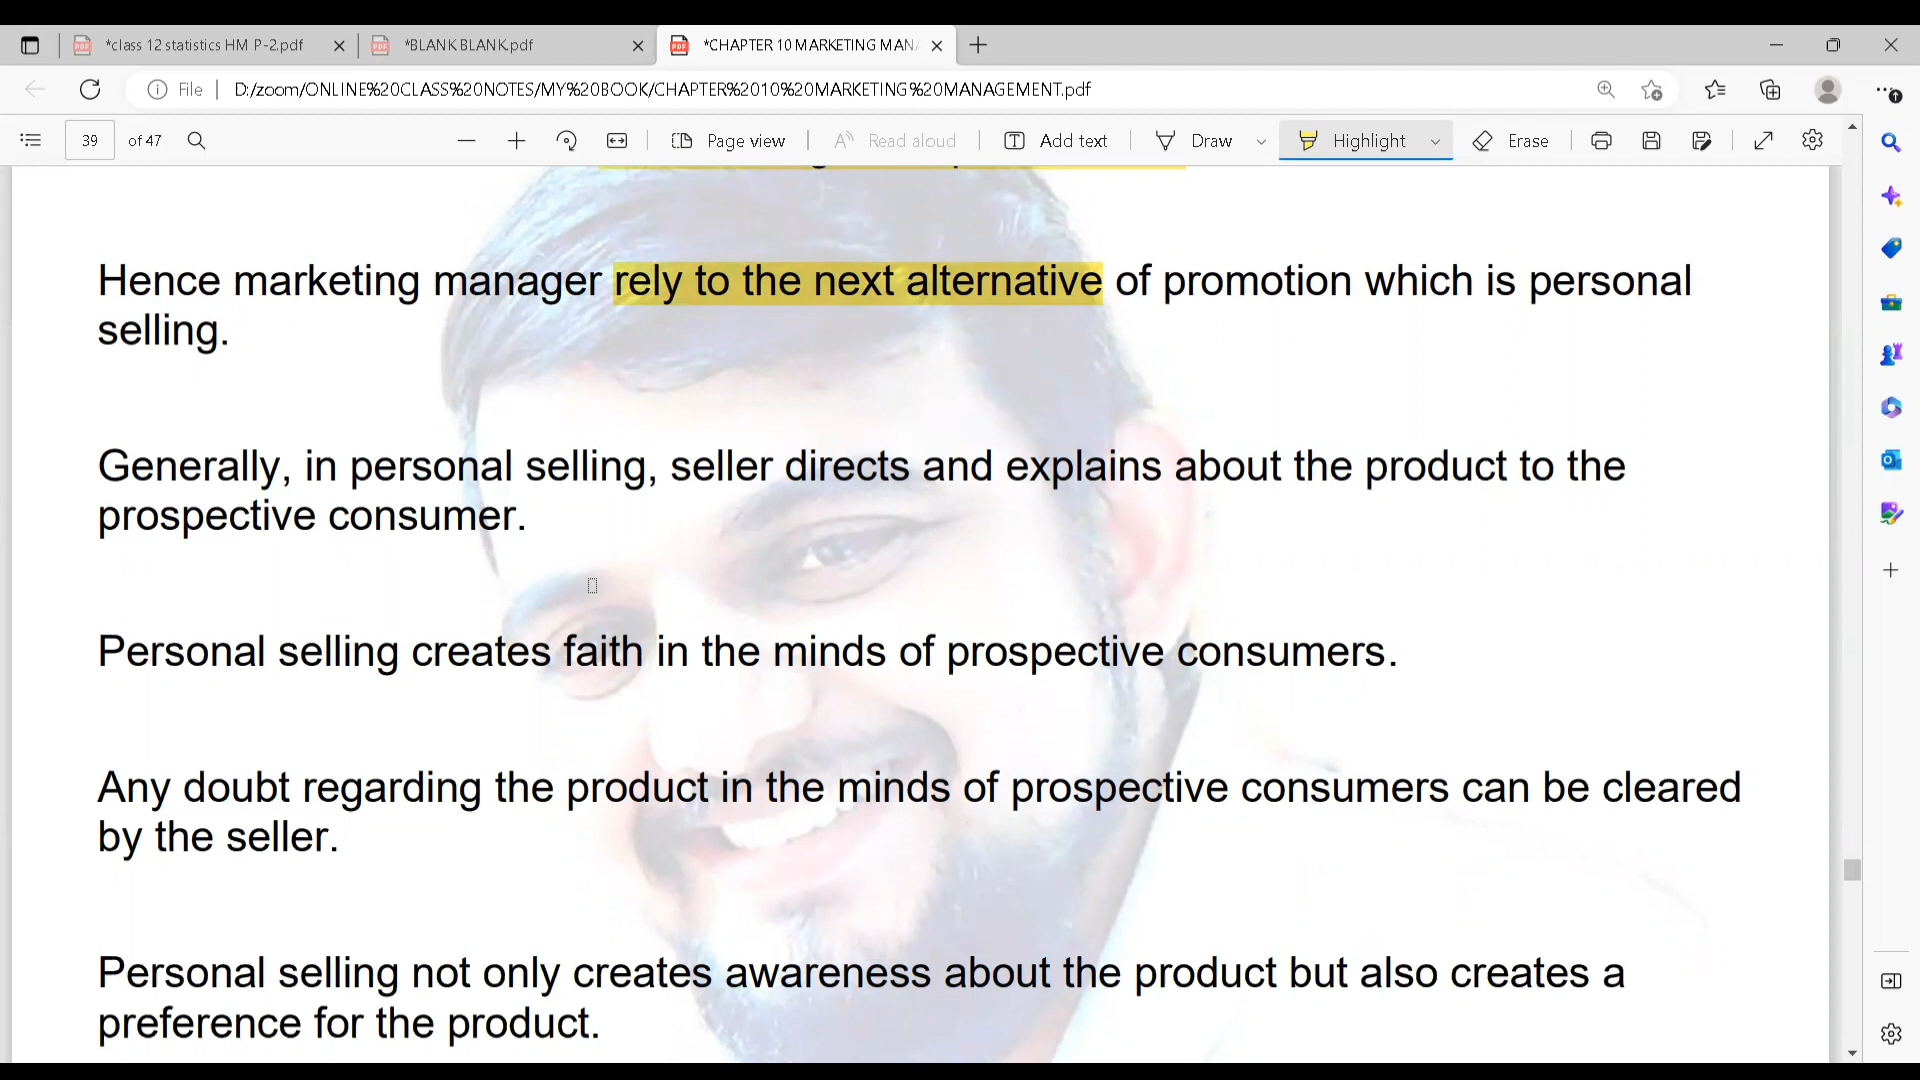 *class 12 statistics HM P-2.pdf
*BLANK BLANK.pdf
*CHAPTER 10 MARKETING MAN
File
D:/zoom/ONLINE%20CLASS%20NOTES/MY%20BOOK/CHAPTER%2010%20MARKETING%20MANAGEMENT.pdf
39 of 47
Page view
Read aloud
Add text
Draw
Highlight
Erase
Hence marketing manager rely to the next alternative of promotion which is personal
selling.
Generally, in personal selling, seller directs and explains about the product to the
prospective consumer.
Personal selling creates faith in the minds of prospective consumers.
Any doubt regarding the product in the minds of prospective consumers can be cleared
by the seller.
Personal selling not only creates awareness about the product but also creates a
preference for the product.